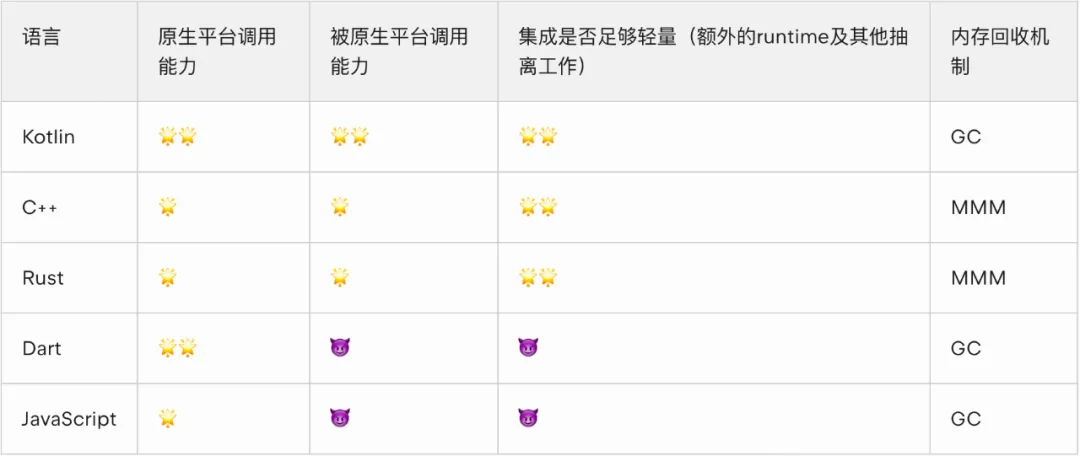 语言
原生平台调用
能力
被原生平台调用
能力
集成是否足够轻量（额外的runtime及其他抽
离工作）
内存回收机
制
Kotlin 🌟🌟 🌟🌟 🌟🌟 GC
C++ 🌟 🌟 🌟🌟 MMM
Rust 🌟 🌟 🌟🌟 MMM
Dart 🌟🌟 😈 😈 GC
JavaScript 🌟 😈 😈 GC